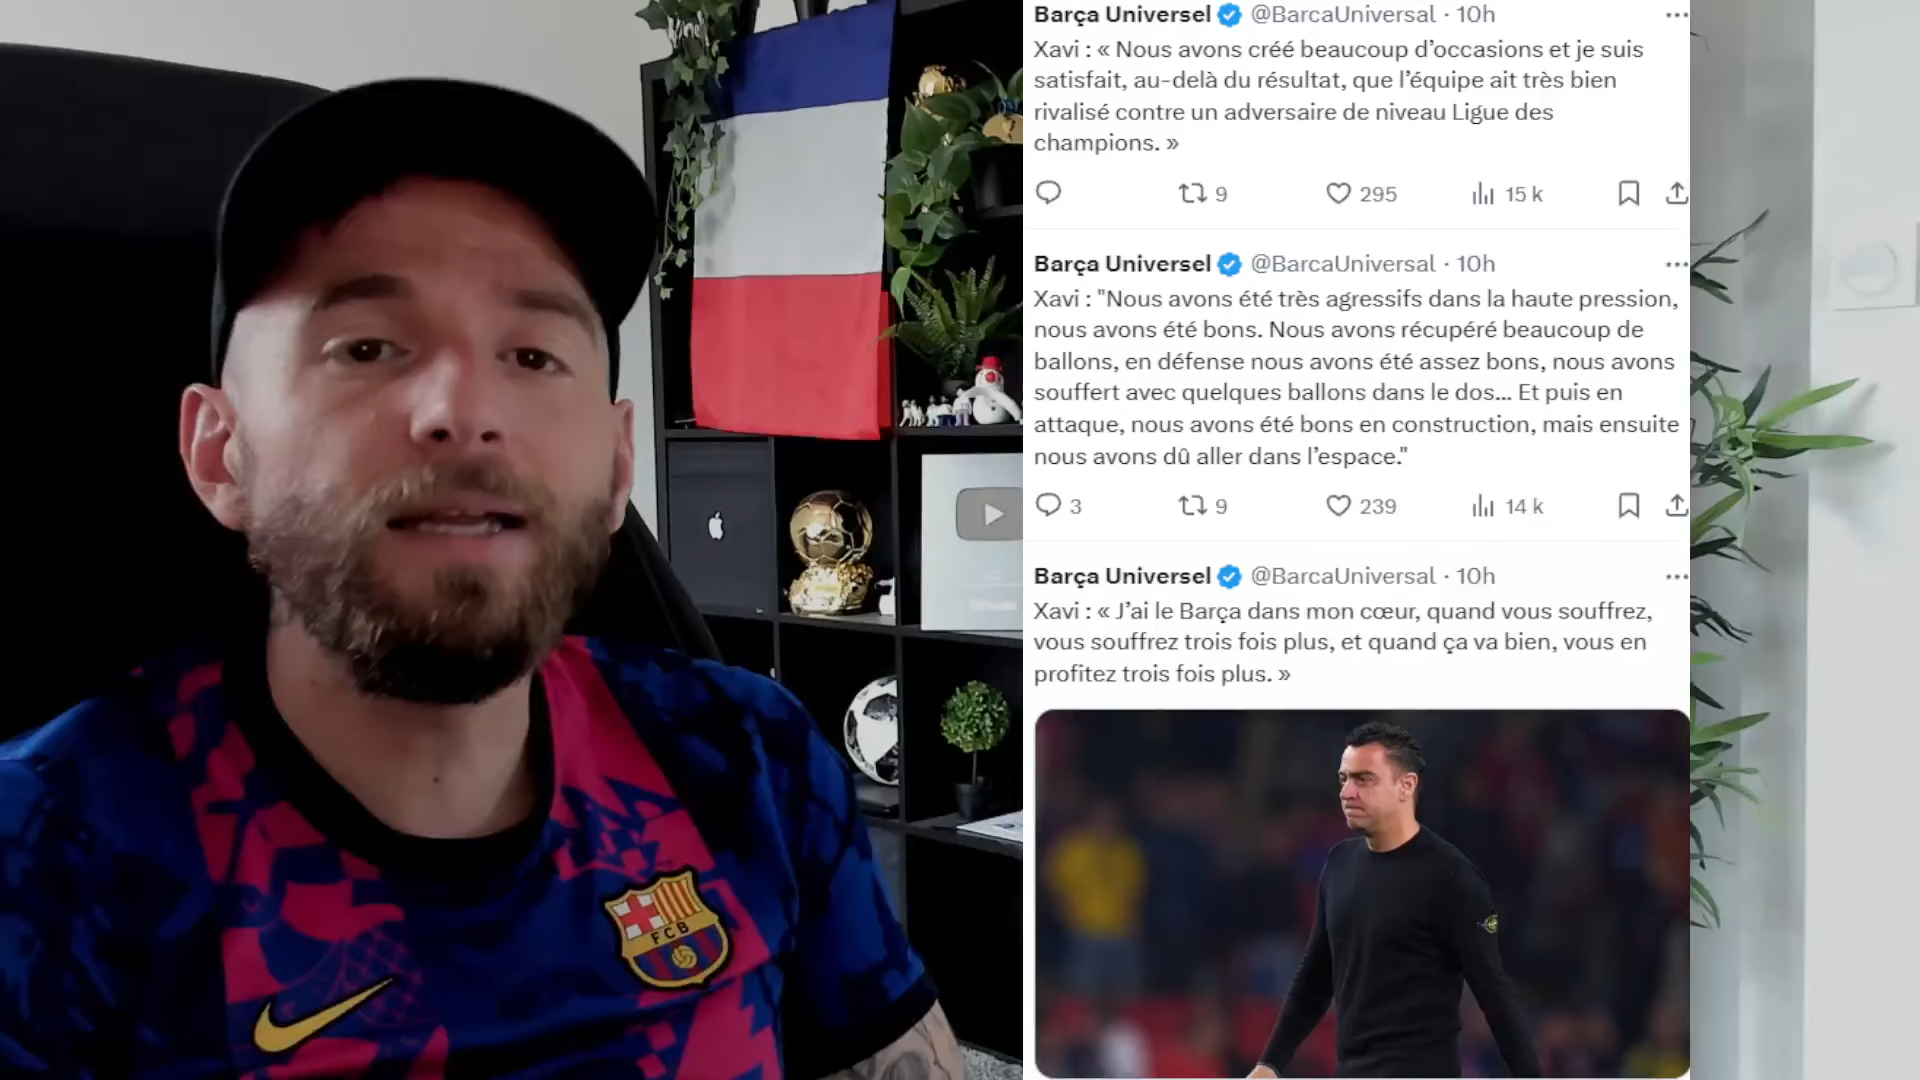 Barça Universel @BarcaUniversal · 10h
Xavi : « Nous avons créé beaucoup d’occasions et je suis
satisfait, au-delà du résultat, que l’équipe ait très bien
rivalisé contre un adversaire de niveau Ligue des
champions. »
9 295 15 k
Barça Universel @BarcaUniversal · 10h
Xavi : "Nous avons été très agressifs dans la haute pression,
nous avons été bons. Nous avons récupéré beaucoup de
ballons, en défense nous avons été assez bons, nous avons
souffert avec quelques ballons dans le dos... Et puis en
attaque, nous avons été bons en construction, mais ensuite
nous avons dû aller dans l’espace."
3 9 239 14 k
Barça Universel @BarcaUniversal · 10h
Xavi : « J’ai le Barça dans mon cœur, quand vous souffrez,
vous souffrez trois fois plus, et quand ça va bien, vous en
profitez trois fois plus. »
FCB